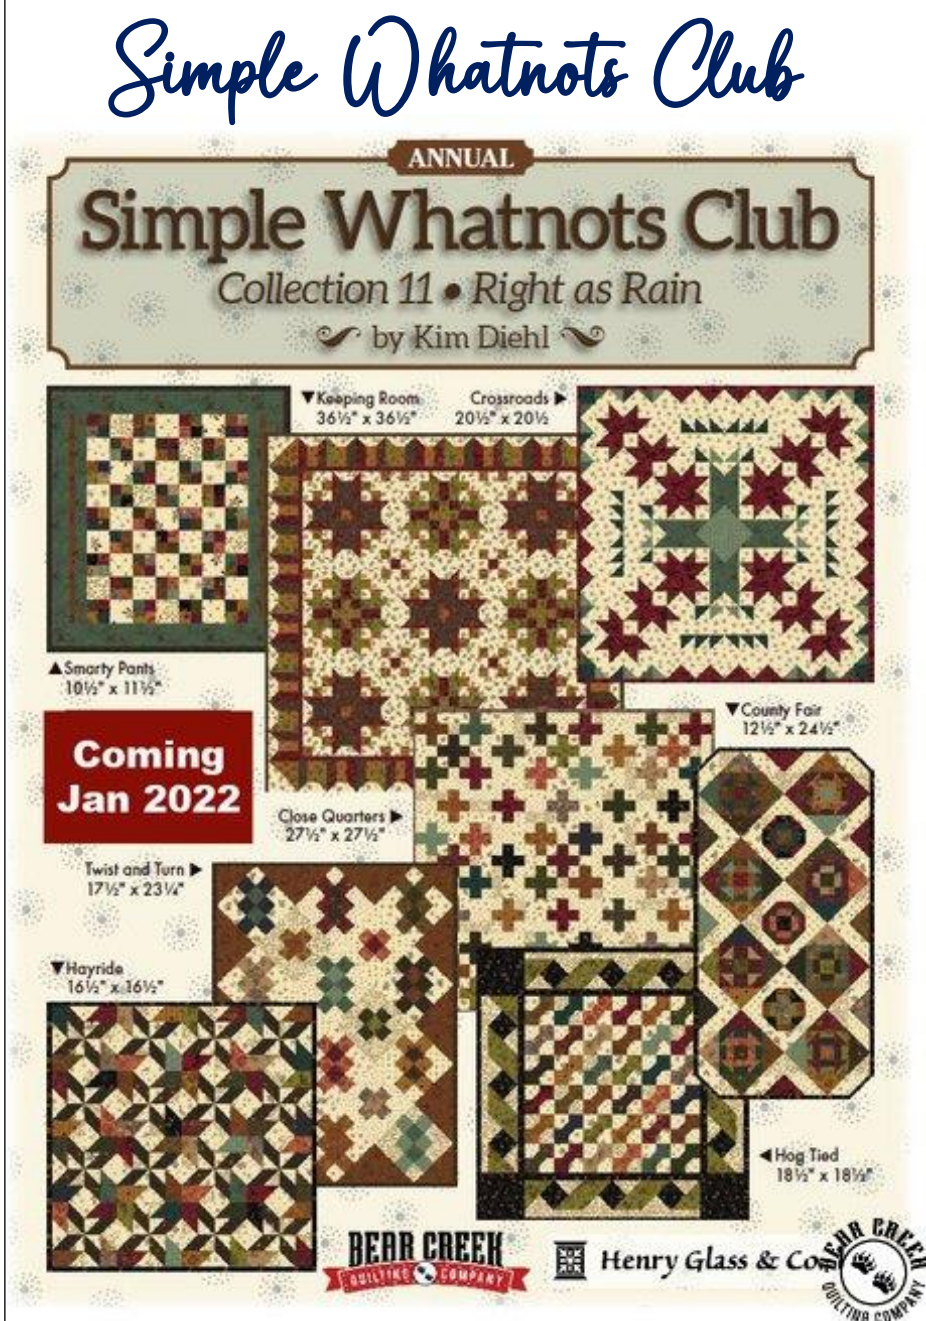 Simple Whatnots Club
ANNUAL
Simple Whatnots Club
Collection 11 • Right as Rain
by Kim Diehl
▼Keeping Room
36½" x 36½"
Crossroads ▶
20½" x 20½
▲Smarty Pants
10½" x 11½"
▼County Fair
12½" x 24½"
Coming
Jan 2022
Close Quarters ▶
27½" x 27½"
Twist and Turn ▶
17½" x 23¼"
▼Hayride
16½" x 16½"
◀Hog Tied
18½" x 18½"
BEAR CREEK
QUILTING COMPANY
Henry Glass & Co
BEAR CREEK
QUILTING COMPANY